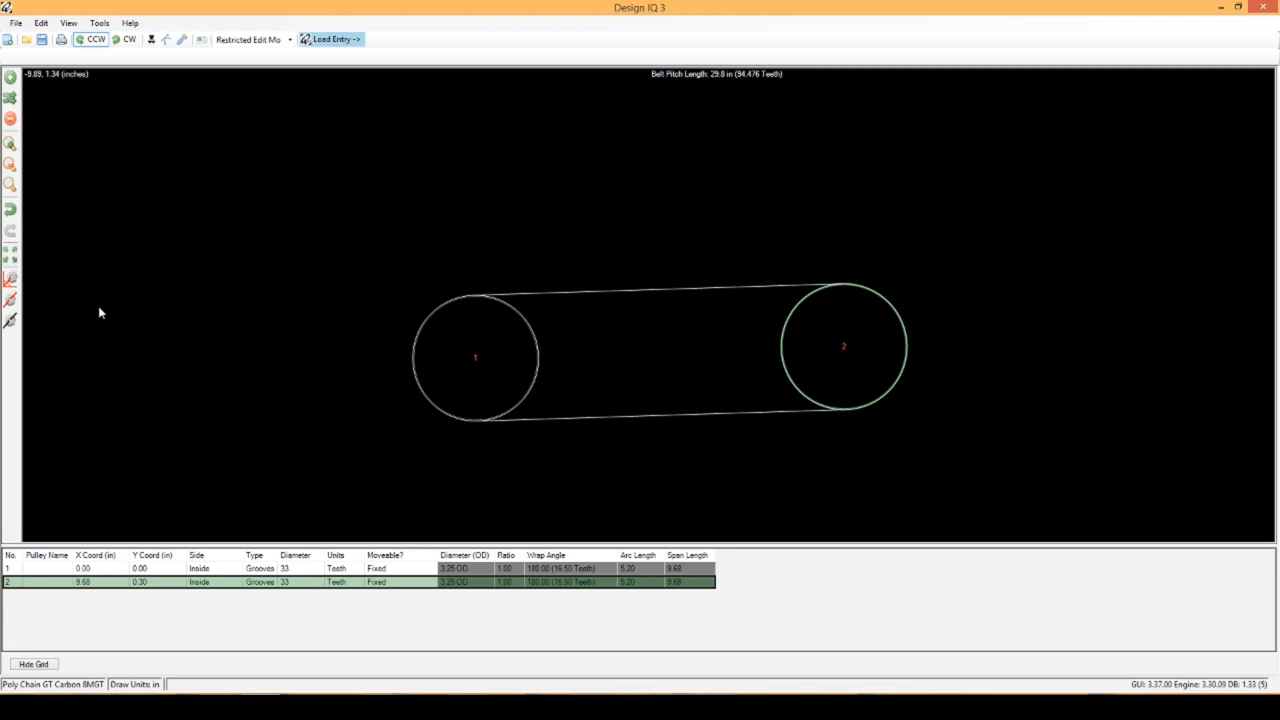 Design IQ 3
File Edit View Tools Help
CCW CW Restricted Edit Mo Load Entry ->
-9.89, 1.34 (inches) Belt Pitch Length: 29.8 in (94.476 Teeth)
1
2
No. Pulley Name X Coord (in) Y Coord (in) Side Type Diameter Units Moveable? Diameter (OD) Ratio Wrap Angle Arc Length Span Length
1 0.00 0.00 Inside Grooves 33 Teeth Fixed 3.25 OD 1.00 180.00 (16.50 Teeth) 5.20 9.68
2 9.68 0.30 Inside Grooves 33 Teeth Fixed 3.25 OD 1.00 180.00 (16.50 Teeth) 5.20 9.68
Hide Grid
Poly Chain GT Carbon 8MGT Draw Units: in GUI: 3.37.00 Engine: 3.30.09 DB: 1.33 (5)